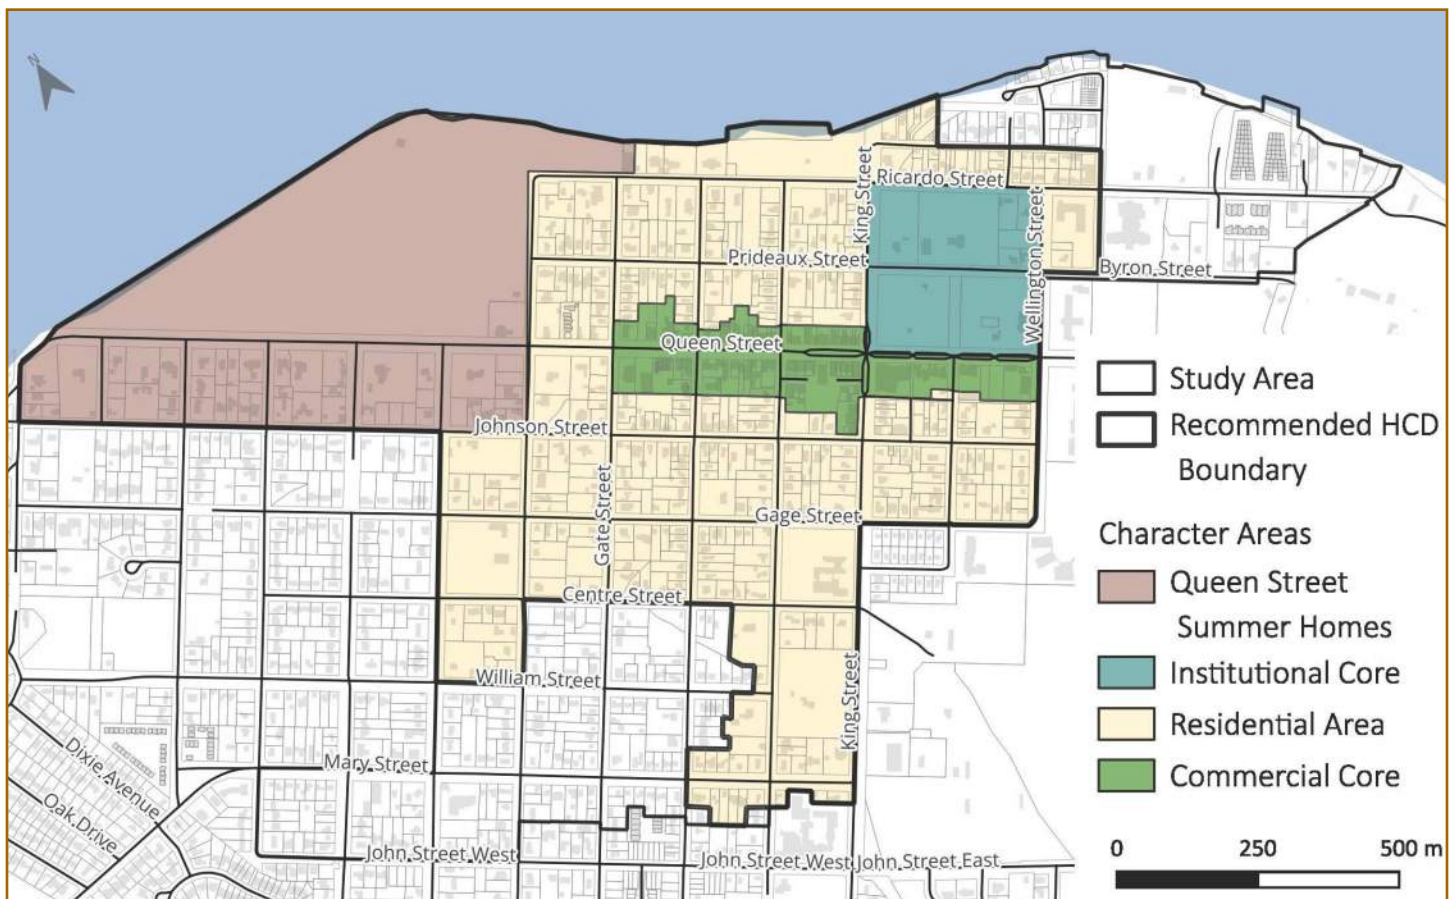 N
Ricardo Street
King Street
Prideaux Street
Wellington Street
Byron Street
Queen Street
Johnson Street
Gate Street
Gage Street
Centre Street
William Street
King Street
Mary Street
Dixie Avenue
Oak Drive
John Street West
John Street West
John Street East
Study Area
Recommended HCD
Boundary
Character Areas
Queen Street
Summer Homes
Institutional Core
Residential Area
Commercial Core
0 250 500 m